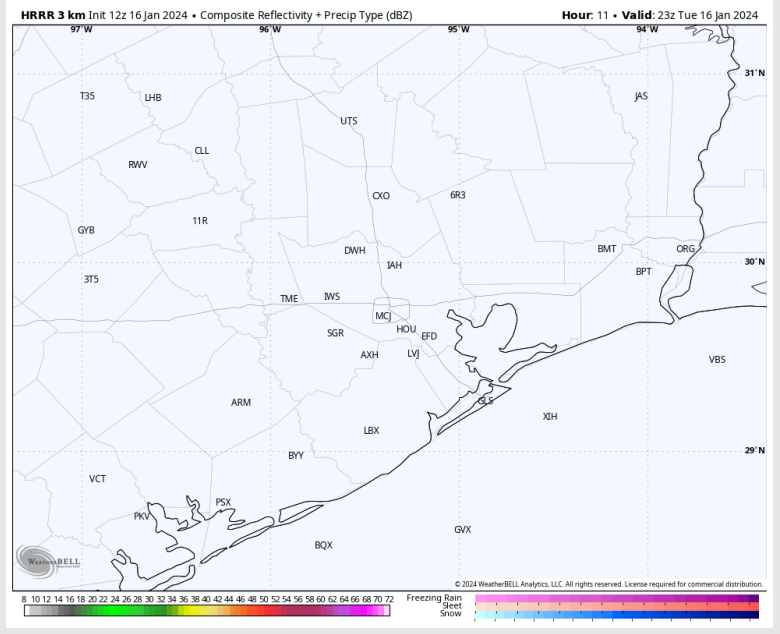 HRRR 3 km Init 12z 16 Jan 2024 • Composite Reflectivity + Precip Type (dBZ) Hour: 11 • Valid: 23z Tue 16 Jan 2024
97°W 96°W 95°W 94°W
31°N
T35 LHB JAS
UTS
CLL
RWV
CXO 6R3
11R
GYB
DWH BMT ORG
30°N
IAH BPT
3T5
TME IWS
MCJ
SGR HOU EFD
AXH LVJ
VBS
ARM GLS
XIH
LBX
29°N
BYY
VCT
PSX
PKV
GVX
BQX
WEATHERBELL
© 2024 WeatherBELL Analytics, LLC. All rights reserved. License required for commercial distribution.
8 10 12 14 16 18 20 22 24 26 28 30 32 34 36 38 40 42 44 46 48 50 52 54 56 58 60 62 64 66 68 70 72
Freezing Rain
Sleet
Snow